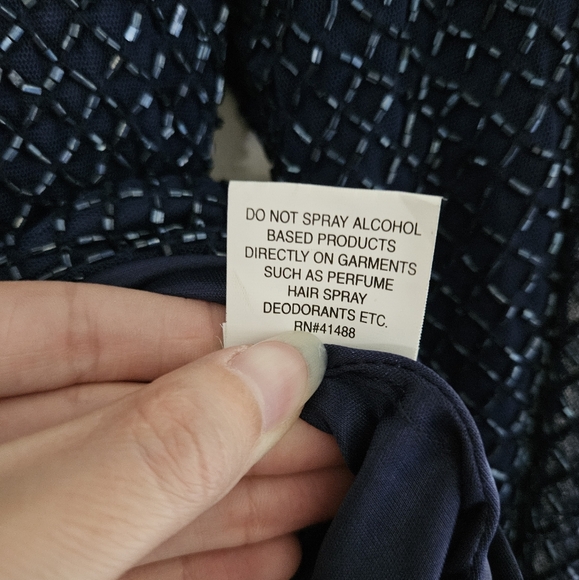 DO NOT SPRAY ALCOHOL
BASED PRODUCTS
DIRECTLY ON GARMENTS
SUCH AS PERFUME
HAIR SPRAY
DEODORANTS ETC.
RN#41488